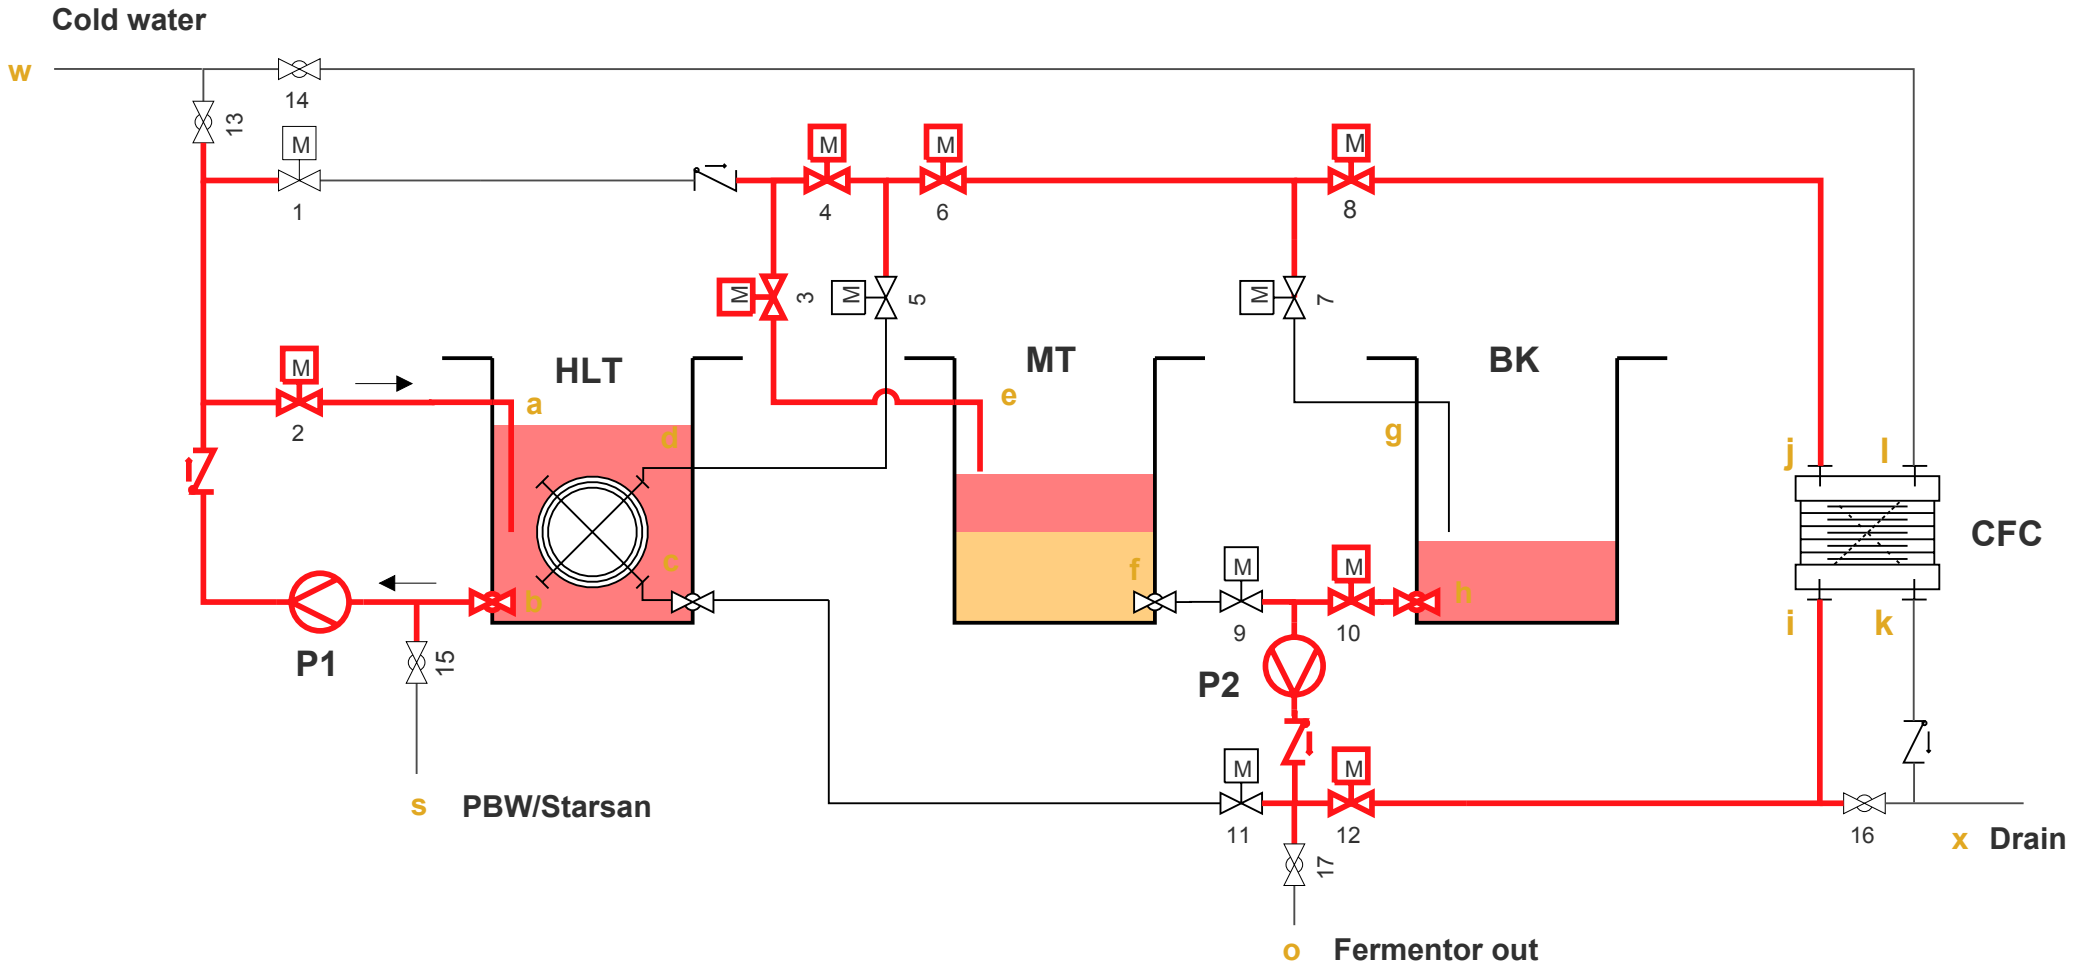 Cold water
w
14
13
M
M
M
M
1
4
6
8
M
3
M
5
M
7
M
HLT
MT
BK
a
e
2
d
g
j
l
CFC
c
f
M
M
b
h
9
10
i
k
P1
15
P2
M
M
s
PBW/Starsan
11
12
16
x
Drain
17
o
Fermentor out